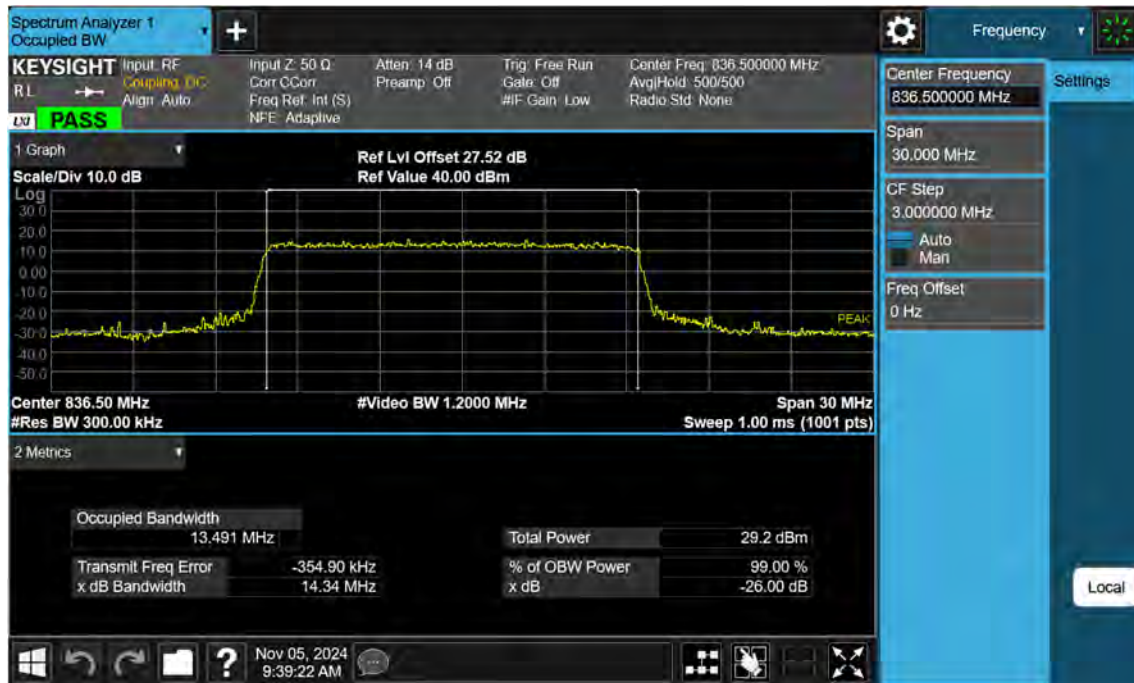 Spectrum Analyzer 1
Occupied BW
+
Frequency
KEYSIGHT
Input: RF
Input Z: 50 Ω
Atten: 14 dB
Trig: Free Run
Center Freq: 836.500000 MHz
RL
Coupling: DC
Corr CCorr
Preamp: Off
Gate: Off
Avg|Hold: 500/500
Align: Auto
Freq Ref: Int (S)
#IF Gain: Low
Radio Std: None
LXI
PASS
NFE: Adaptive
Center Frequency
836.500000 MHz
Settings
Span
30.000 MHz
CF Step
3.000000 MHz
Auto
Man
Freq Offset
0 Hz
1 Graph
Ref Lvl Offset 27.52 dB
Scale/Div 10.0 dB
Ref Value 40.00 dBm
Log
30.0
20.0
10.0
0.00
-10.0
-20.0
-30.0
-40.0
-50.0
PEAK
Center 836.50 MHz
#Video BW 1.2000 MHz
Span 30 MHz
#Res BW 300.00 kHz
Sweep 1.00 ms (1001 pts)
2 Metrics
Occupied Bandwidth
13.491 MHz
Total Power
29.2 dBm
Transmit Freq Error
-354.90 kHz
% of OBW Power
99.00 %
x dB Bandwidth
14.34 MHz
x dB
-26.00 dB
Local
?
Nov 05, 2024
9:39:22 AM